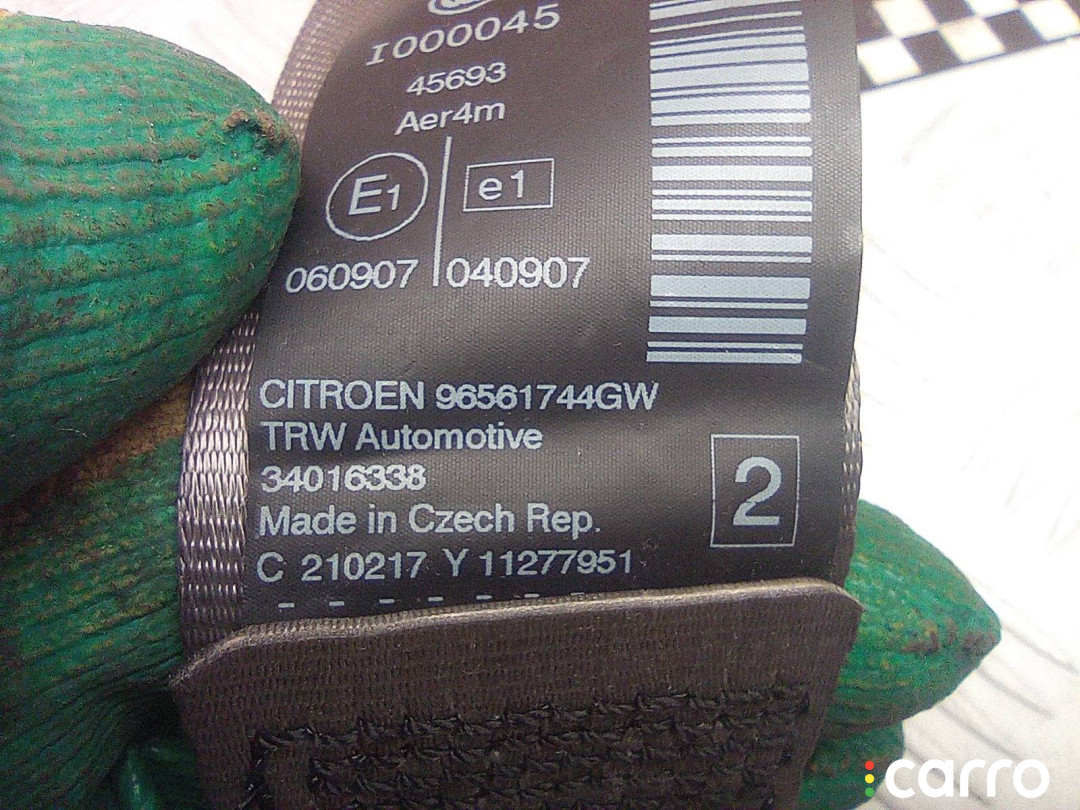 I000045
45693
Aer4m
E1 e1
060907 040907
CITROEN 96561744GW
TRW Automotive
34016338
2
Made in Czech Rep.
C 210217 Y 11277951
carro